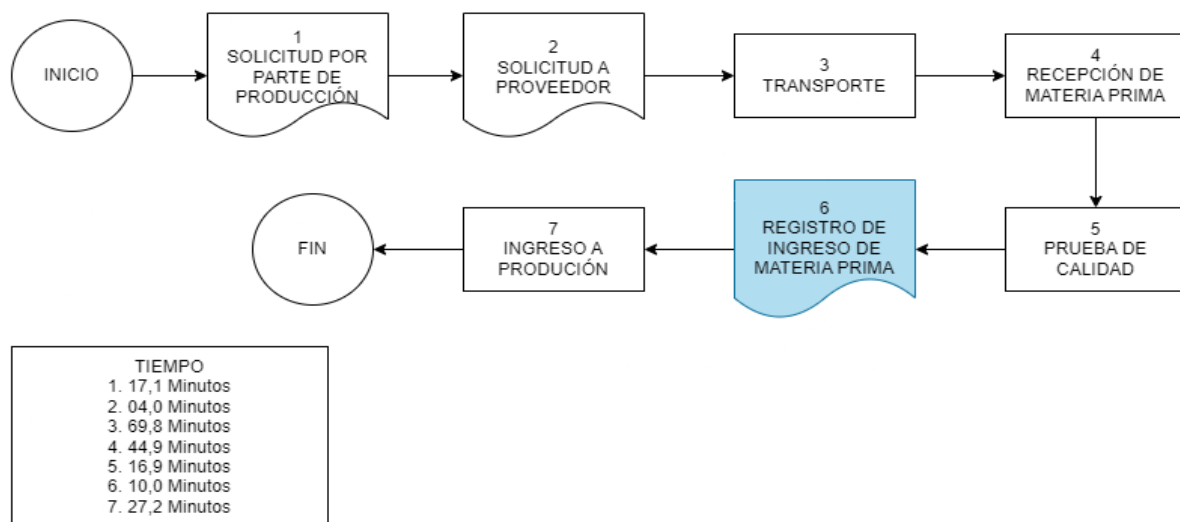 INICIO
1
SOLICITUD POR
PARTE DE
PRODUCCIÓN
2
SOLICITUD A
PROVEEDOR
3
TRANSPORTE
4
RECEPCIÓN DE
MATERIA PRIMA
5
PRUEBA DE
CALIDAD
6
REGISTRO DE
INGRESO DE
MATERIA PRIMA
7
INGRESO A
PRODUCIÓN
FIN
TIEMPO
1. 17,1 Minutos
2. 04,0 Minutos
3. 69,8 Minutos
4. 44,9 Minutos
5. 16,9 Minutos
6. 10,0 Minutos
7. 27,2 Minutos